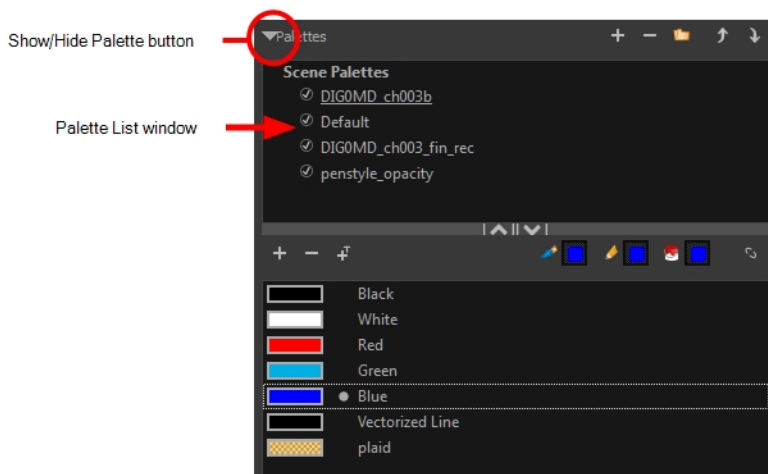 Show/Hide Palette button
Palettes
Scene Palettes
DIG0MD_ch003b
Palette List window
Default
DIG0MD_ch003_fin_rec
penstyle_opacity
Black
White
Red
Green
Blue
Vectorized Line
plaid